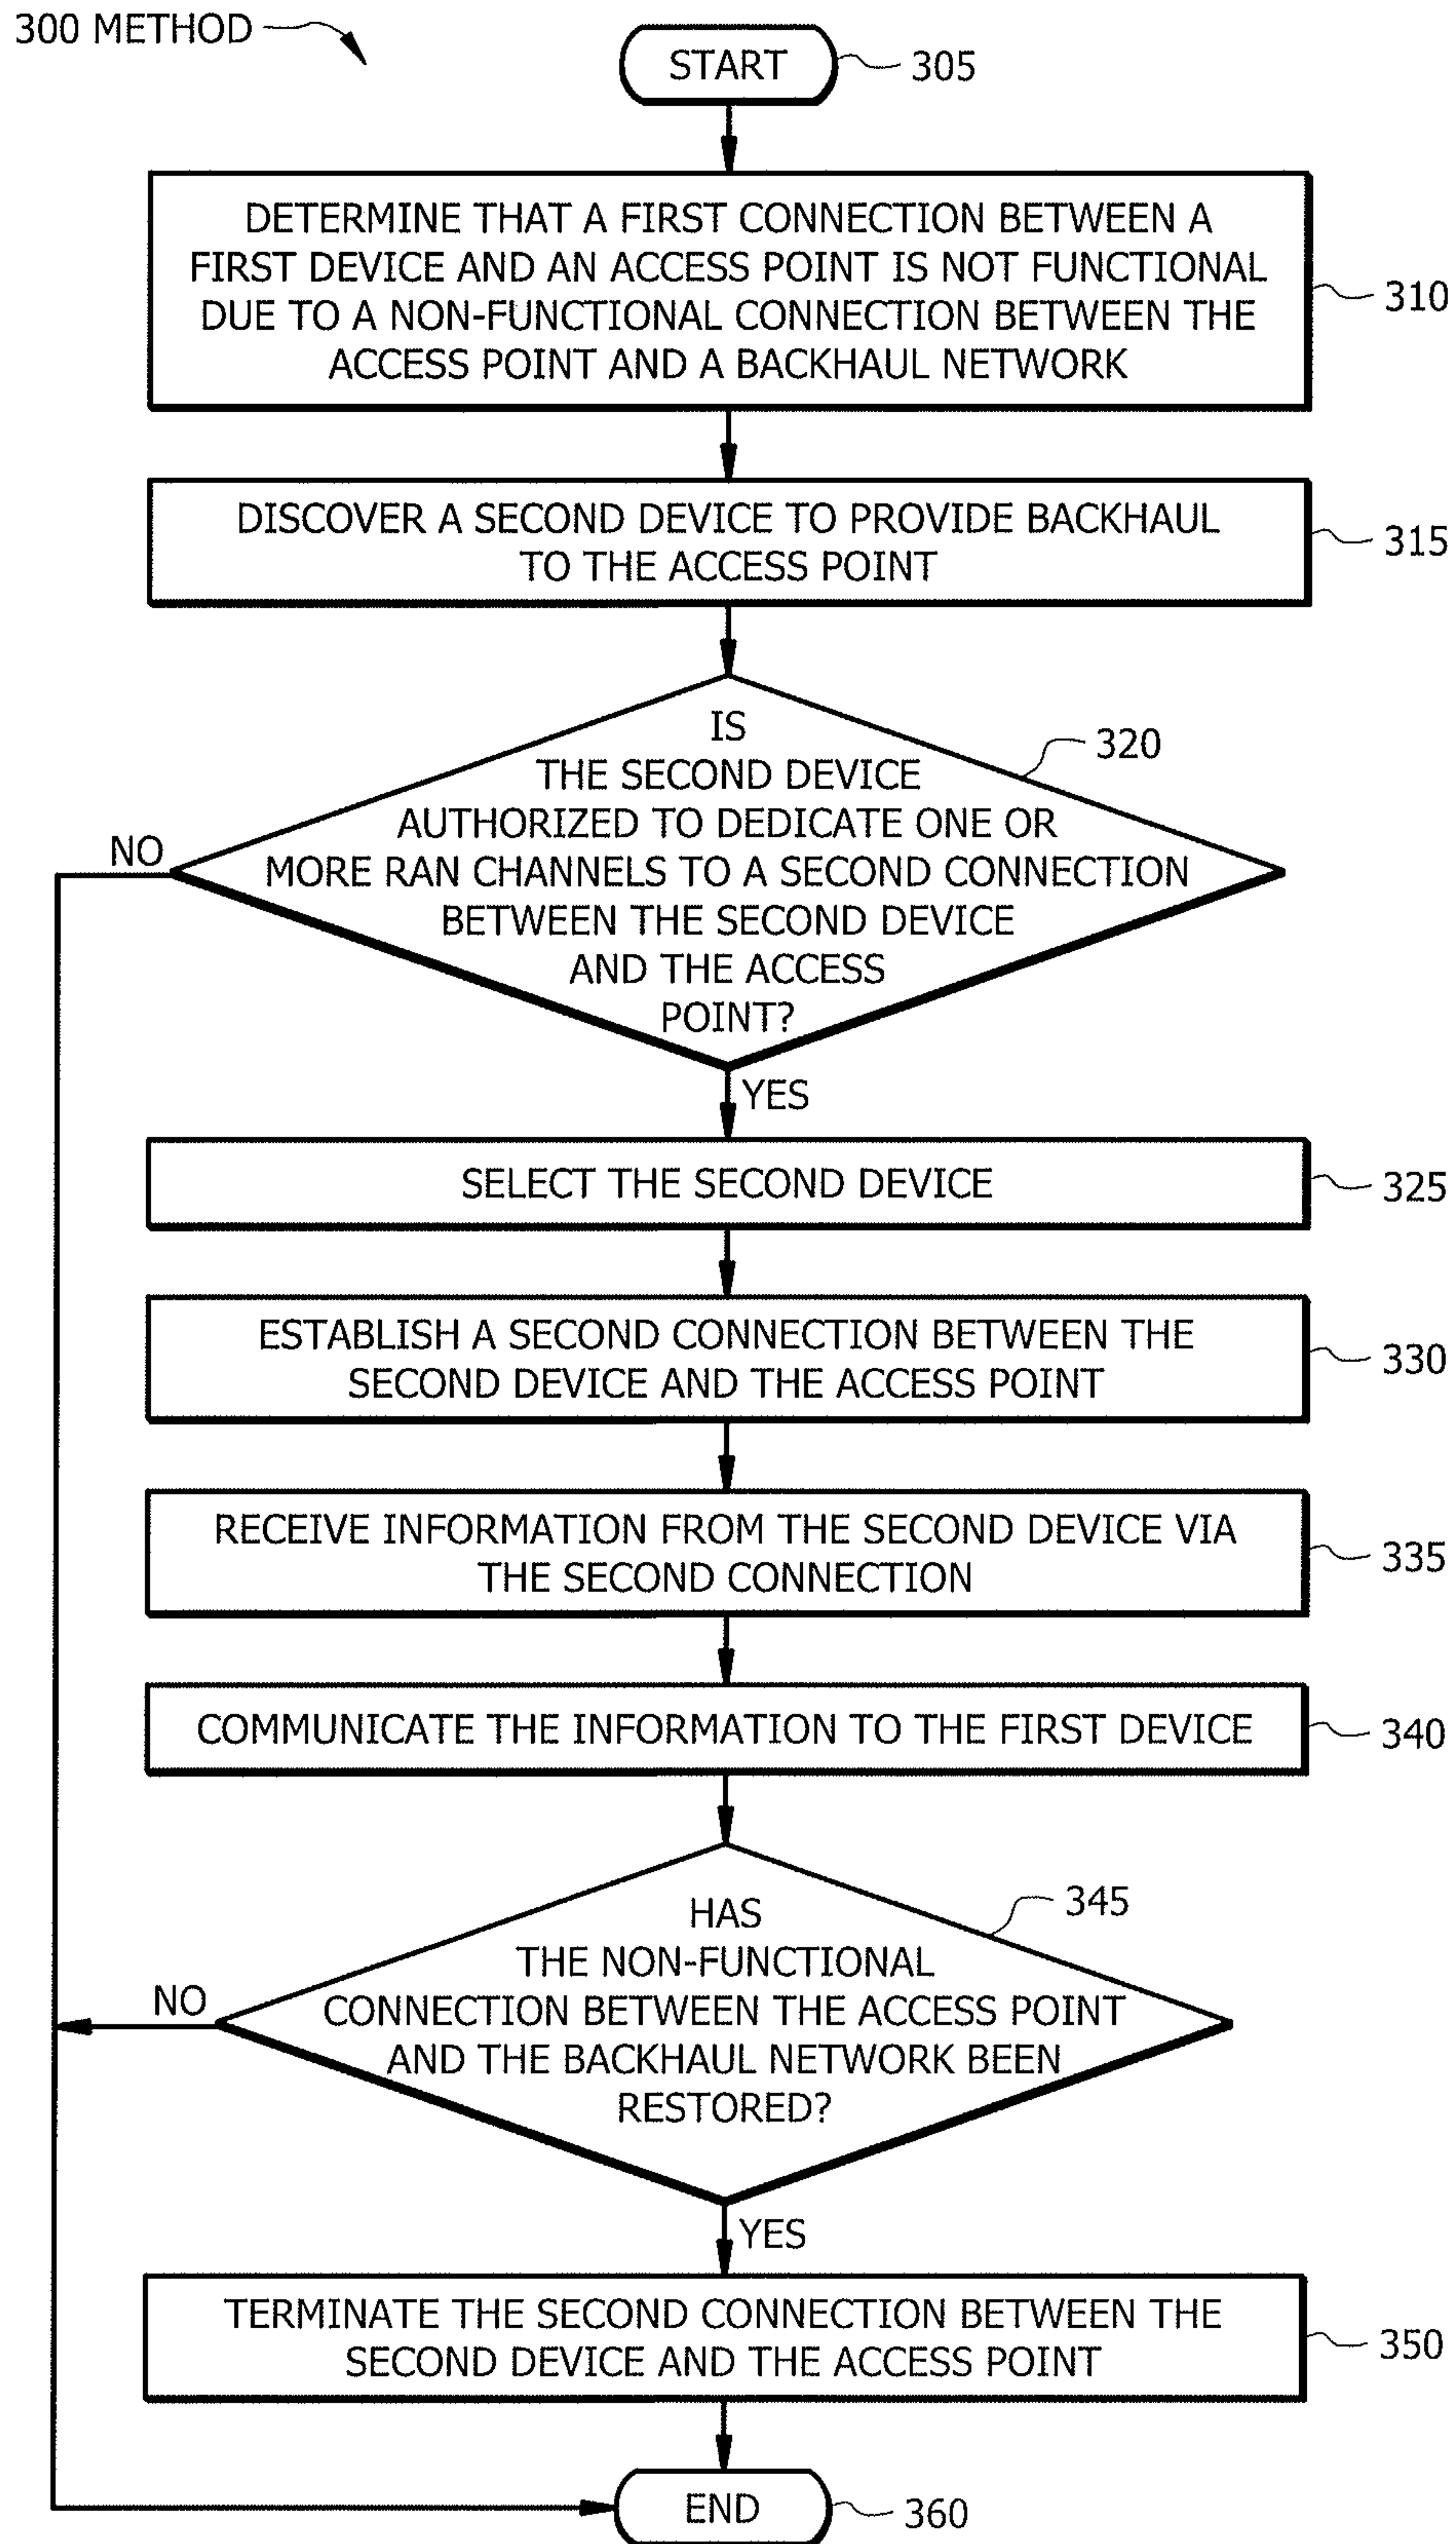 300 METHOD
START
305
DETERMINE THAT A FIRST CONNECTION BETWEEN A
FIRST DEVICE AND AN ACCESS POINT IS NOT FUNCTIONAL
DUE TO A NON-FUNCTIONAL CONNECTION BETWEEN THE
ACCESS POINT AND A BACKHAUL NETWORK
310
DISCOVER A SECOND DEVICE TO PROVIDE BACKHAUL
TO THE ACCESS POINT
315
IS
THE SECOND DEVICE
AUTHORIZED TO DEDICATE ONE OR
MORE RAN CHANNELS TO A SECOND CONNECTION
BETWEEN THE SECOND DEVICE
AND THE ACCESS
POINT?
320
NO
YES
SELECT THE SECOND DEVICE
325
ESTABLISH A SECOND CONNECTION BETWEEN THE
SECOND DEVICE AND THE ACCESS POINT
330
RECEIVE INFORMATION FROM THE SECOND DEVICE VIA
THE SECOND CONNECTION
335
COMMUNICATE THE INFORMATION TO THE FIRST DEVICE
340
HAS
THE NON-FUNCTIONAL
CONNECTION BETWEEN THE ACCESS POINT
AND THE BACKHAUL NETWORK BEEN
RESTORED?
345
NO
YES
TERMINATE THE SECOND CONNECTION BETWEEN THE
SECOND DEVICE AND THE ACCESS POINT
350
END
360